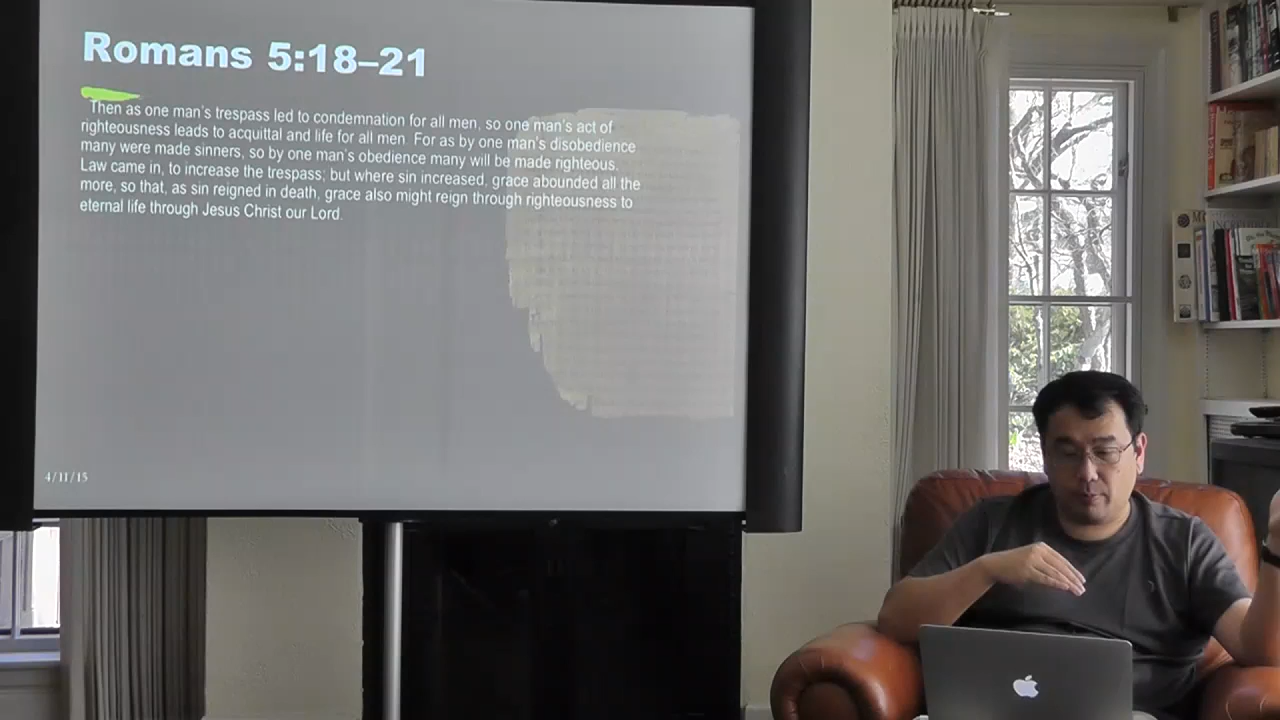 Romans 5:18–21
Then as one man's trespass led to condemnation for all men, so one man's act of
righteousness leads to acquittal and life for all men. For as by one man's disobedience
many were made sinners, so by one man's obedience many will be made righteous.
Law came in, to increase the trespass; but where sin increased, grace abounded all the
more, so that, as sin reigned in death, grace also might reign through righteousness to
eternal life through Jesus Christ our Lord.
4/11/15